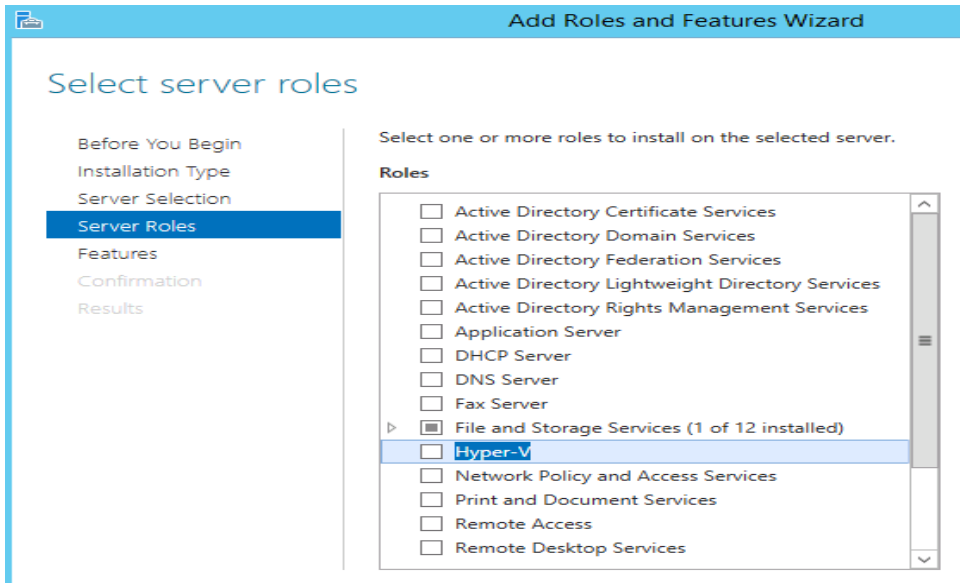 Add Roles and Features Wizard
Select server roles
Before You Begin
Installation Type
Server Selection
Server Roles
Features
Confirmation
Results
Select one or more roles to install on the selected server.
Roles
Active Directory Certificate Services
Active Directory Domain Services
Active Directory Federation Services
Active Directory Lightweight Directory Services
Active Directory Rights Management Services
Application Server
DHCP Server
DNS Server
Fax Server
File and Storage Services (1 of 12 installed)
Hyper-V
Network Policy and Access Services
Print and Document Services
Remote Access
Remote Desktop Services